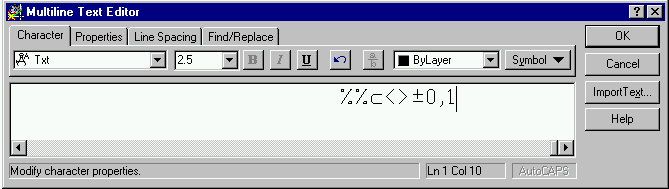 Multiline Text Editor
Character Properties Line Spacing Find/Replace OK
Txt 2.5 B I U a/b ByLayer Symbol Cancel
%%c<>±0,1 ImportText...
Help
Modify character properties. Ln 1 Col 10 AutoCAPS